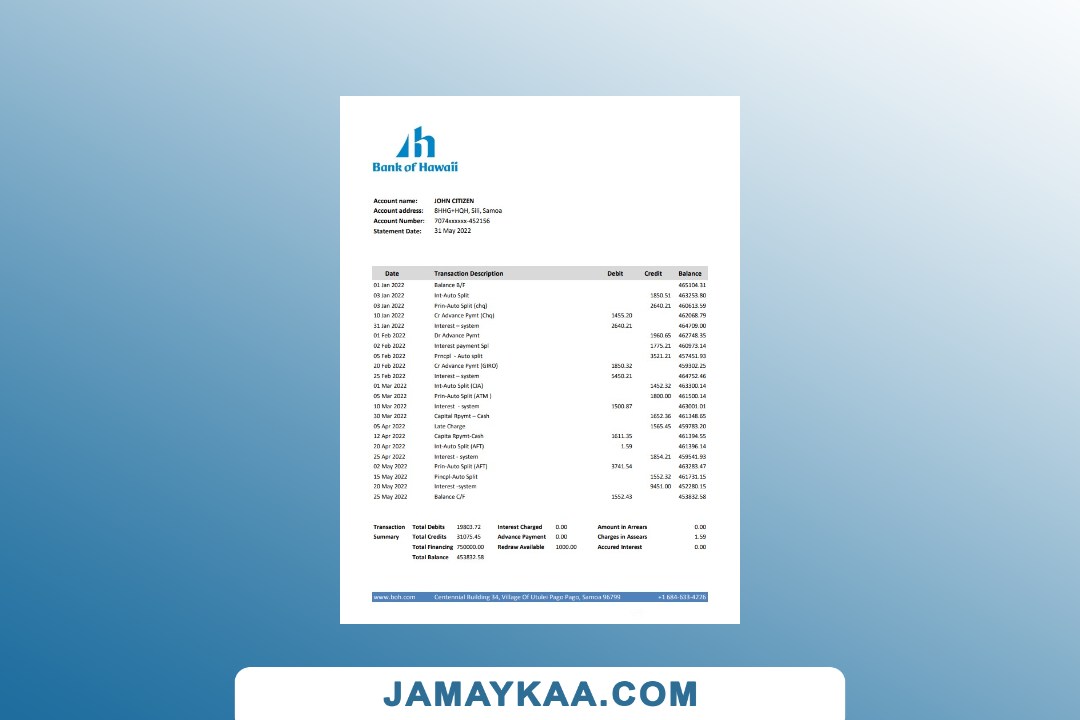 Bank of Hawaii
Account name: JOHN CITIZEN
Account address: 8HHG+HQH, Sili, Samoa
Account Number: 7074xxxxxx-452156
Statement Date: 31 May 2022
Date Transaction Description Debit Credit Balance
01 Jan 2022 Balance B/F 465104.31
03 Jan 2022 Int-Auto Split 1850.51 463253.80
03 Jan 2022 Prin-Auto Split (chq) 2640.21 460613.59
10 Jan 2022 Cr Advance Pymt (Chq) 1455.20 462068.79
31 Jan 2022 Interest – system 2640.21 464709.00
01 Feb 2022 Dr Advance Pymt 1960.65 462748.35
02 Feb 2022 Interest payment Spl 1775.21 460973.14
05 Feb 2022 Prncpl - Auto split 3521.21 457451.93
20 Feb 2022 Cr Advance Pymt (GIRO) 1850.32 459302.25
25 Feb 2022 Interest – system 5450.21 464752.46
01 Mar 2022 Int-Auto Split (CIA) 1452.32 463300.14
05 Mar 2022 Prin-Auto Split (ATM ) 1800.00 461500.14
10 Mar 2022 Interest - system 1500.87 463001.01
30 Mar 2022 Capital Rpymt – Cash 1652.36 461348.65
05 Apr 2022 Late Charge 1565.45 459783.20
12 Apr 2022 Capita Rpymt-Cash 1611.35 461394.55
20 Apr 2022 Int-Auto Split (AFT) 1.59 461396.14
25 Apr 2022 Interest - system 1854.21 459541.93
02 May 2022 Prin-Auto Split (AFT) 3741.54 463283.47
15 May 2022 Pincpl-Auto Split 1552.32 461731.15
20 May 2022 Interest -system 9451.00 452280.15
25 May 2022 Balance C/F 1552.43 453832.58
Transaction Total Debits 19803.72 Interest Charged 0.00 Amount in Arrears 0.00
Summary Total Credits 31075.45 Advance Payment 0.00 Charges in Assears 1.59
Total Financing 750000.00 Redraw Available 1000.00 Accured Interest 0.00
Total Balance 453832.58
www.boh.com Centennial Building 34, Village Of Utulei Pago Pago, Samoa 96799 +1 684-633-4226
JAMAYKAA.COM